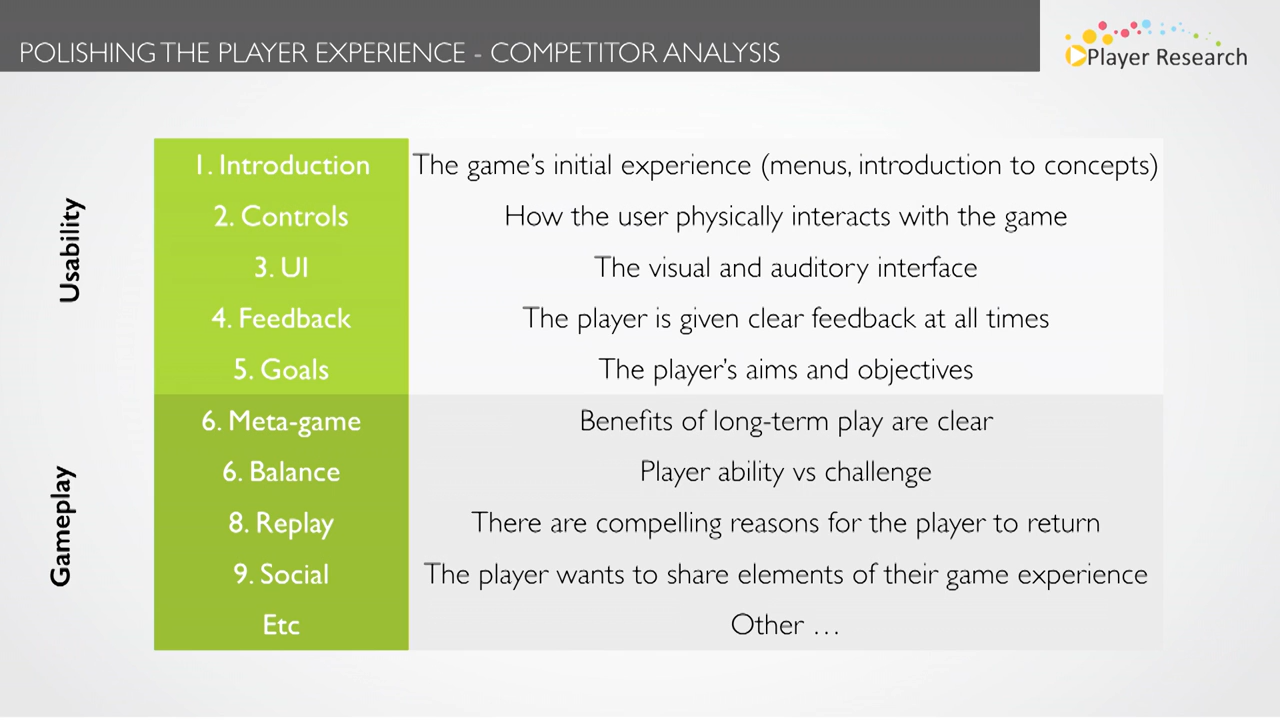 POLISHING THE PLAYER EXPERIENCE - COMPETITOR ANALYSIS
Player Research
Usability
1. Introduction The game's initial experience (menus, introduction to concepts)
2. Controls How the user physically interacts with the game
3. UI The visual and auditory interface
4. Feedback The player is given clear feedback at all times
5. Goals The player's aims and objectives
Gameplay
6. Meta-game Benefits of long-term play are clear
6. Balance Player ability vs challenge
8. Replay There are compelling reasons for the player to return
9. Social The player wants to share elements of their game experience
Etc Other …